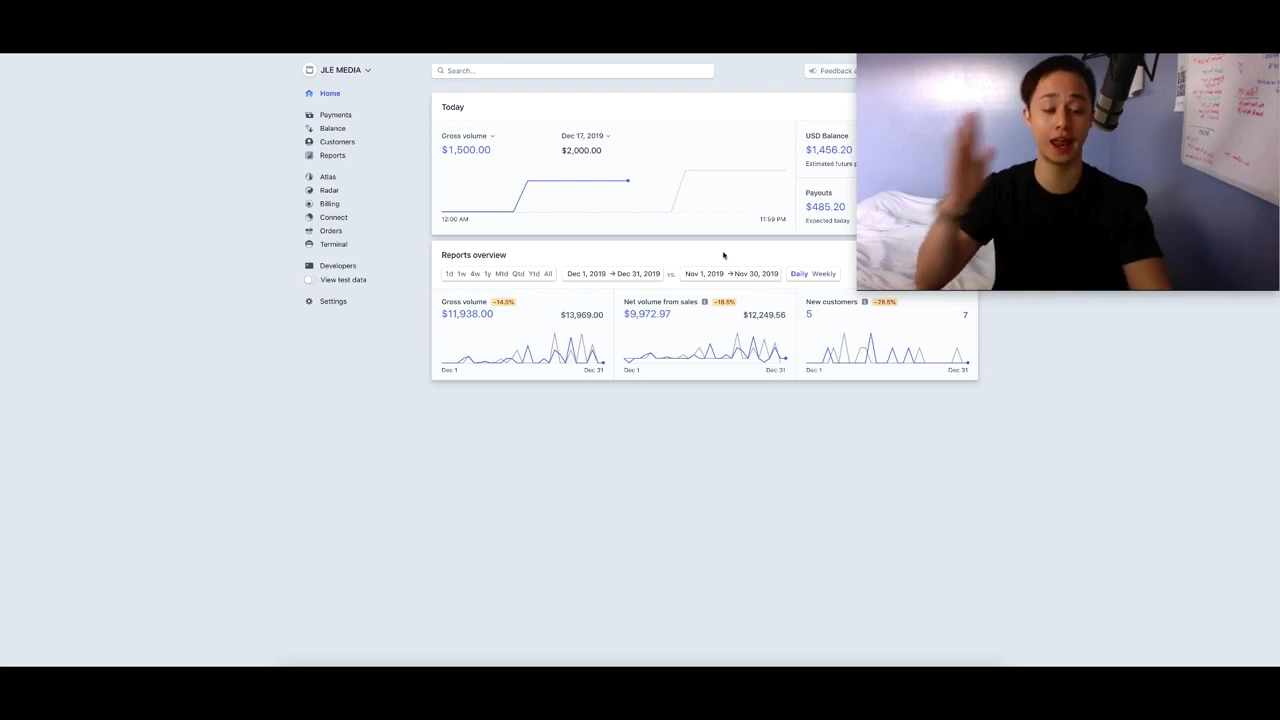 JLE MEDIA
Search...
Feedback
Home
Payments
Balance
Customers
Reports
Atlas
Radar
Billing
Connect
Orders
Terminal
Developers
View test data
Settings
Today
Gross volume
Dec 17, 2019
$1,500.00
$2,000.00
12:00 AM
11:59 PM
USD Balance
$1,456.20
Estimated future
Payouts
$485.20
Expected today
Reports overview
1d 1w 4w 1y Mtd Qtd Ytd All
Dec 1, 2019 → Dec 31, 2019 vs. Nov 1, 2019 → Nov 30, 2019
Daily Weekly
Gross volume -14.5%
$11,938.00 $13,969.00
Dec 1 Dec 31
Net volume from sales -18.5%
$9,972.97 $12,249.56
Dec 1 Dec 31
New customers -28.5%
5 7
Dec 1 Dec 31